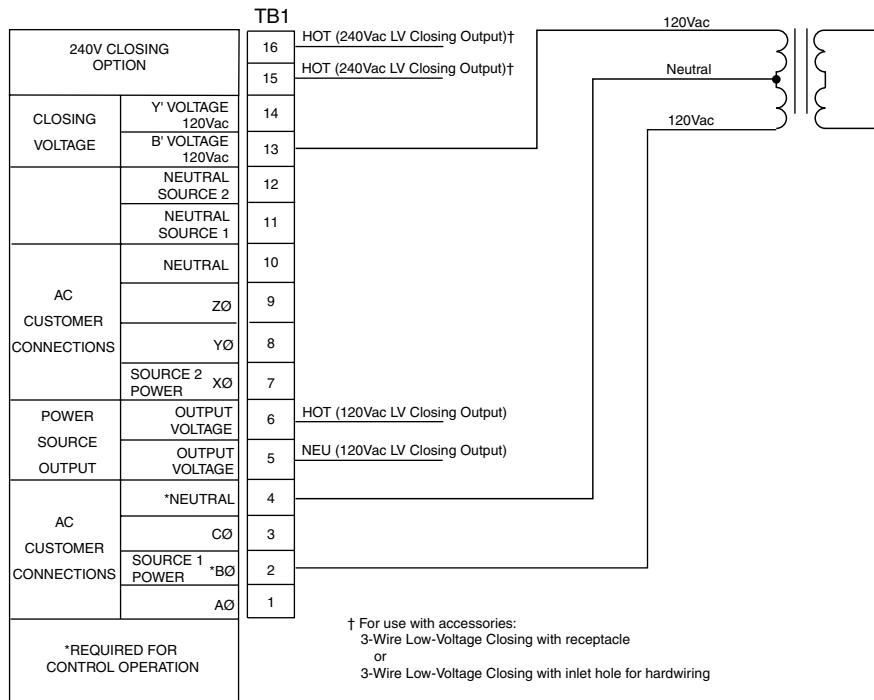 TB1
240V CLOSING
OPTION
16
HOT (240Vac LV Closing Output)†
15
HOT (240Vac LV Closing Output)†
CLOSING
VOLTAGE
Y' VOLTAGE
120Vac
14
B' VOLTAGE
120Vac
13
NEUTRAL
SOURCE 2
12
NEUTRAL
SOURCE 1
11
AC
CUSTOMER
CONNECTIONS
NEUTRAL
10
ZØ
9
YØ
8
SOURCE 2
POWER
XØ
7
POWER
SOURCE
OUTPUT
OUTPUT
VOLTAGE
6
HOT (120Vac LV Closing Output)
OUTPUT
VOLTAGE
5
NEU (120Vac LV Closing Output)
AC
CUSTOMER
CONNECTIONS
*NEUTRAL
4
CØ
3
SOURCE 1
POWER
*BØ
2
AØ
1
*REQUIRED FOR
CONTROL OPERATION
120Vac
Neutral
120Vac
† For use with accessories:
3-Wire Low-Voltage Closing with receptacle
or
3-Wire Low-Voltage Closing with inlet hole for hardwiring